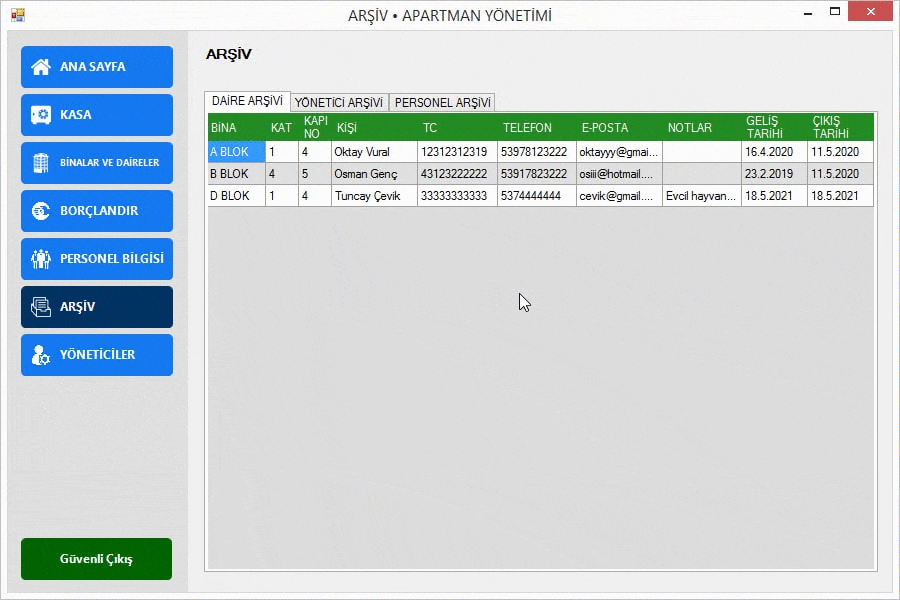 ARŞİV • APARTMAN YÖNETİMİ
ANA SAYFA
KASA
BİNALAR VE DAİRELER
BORÇLANDIR
PERSONEL BİLGİSİ
ARŞİV
YÖNETİCİLER
Güvenli Çıkış
ARŞİV
DAİRE ARŞİVİ YÖNETİCİ ARŞİVİ PERSONEL ARŞİVİ
BİNA KAT KAPI NO KİŞİ TC TELEFON E-POSTA NOTLAR GELİŞ TARİHİ ÇIKIŞ TARİHİ
A BLOK 1 4 Oktay Vural 12312312319 53978123222 oktayyy@gmai... 16.4.2020 11.5.2020
B BLOK 4 5 Osman Genç 43123222222 53917823222 osiii@hotmail.... 23.2.2019 11.5.2020
D BLOK 1 4 Tuncay Çevik 33333333333 5374444444 cevik@gmail.... Evcil hayvan... 18.5.2021 18.5.2021